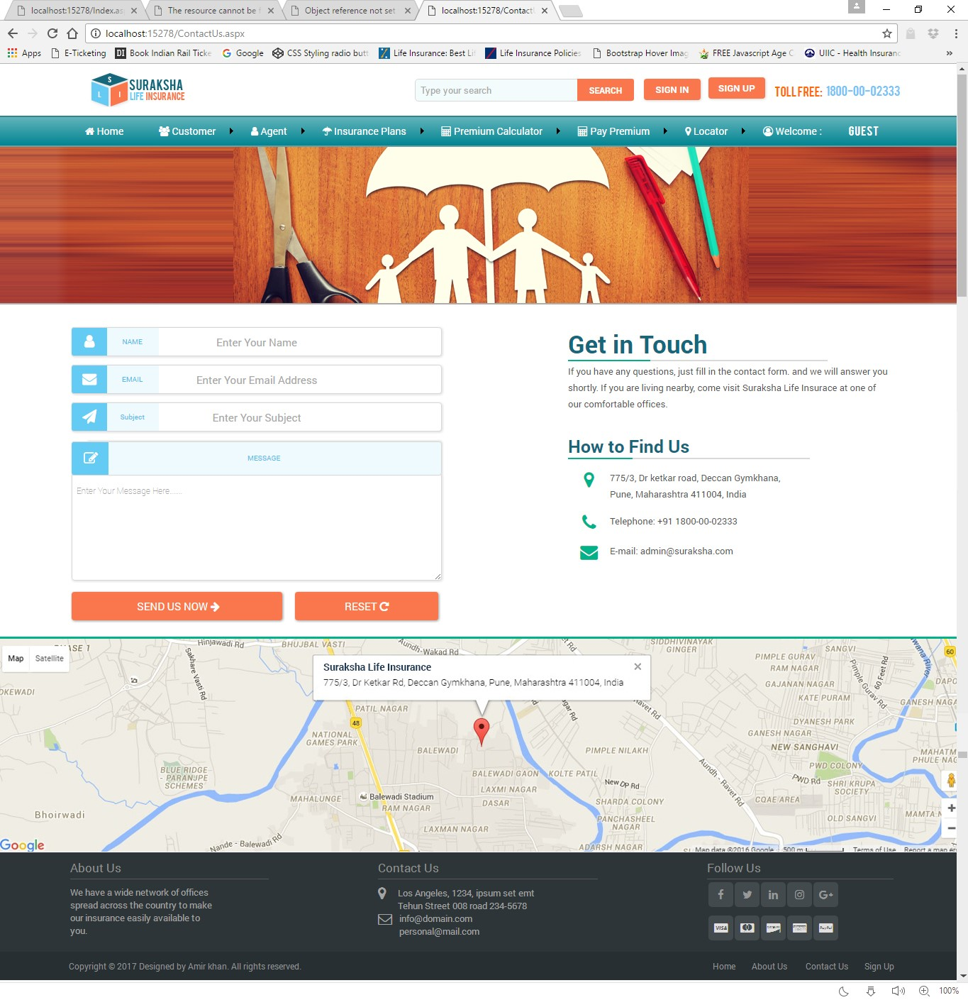 localhost:15278/Index.as
The resource cannot be f
Object reference not set
localhost:15278/Contact
localhost:15278/ContactUs.aspx
Apps
E-Ticketing
Book Indian Rail Ticke
Google
CSS Styling radio butt
Life Insurance: Best Li
Life Insurance Policies
Bootstrap Hover Imag
FREE Javascript Age C
UIIC - Health Insuranc
S L I
SURAKSHA
LIFE INSURANCE
Type your search
SEARCH
SIGN IN
SIGN UP
TOLL FREE: 1800-00-02333
Home
Customer
Agent
Insurance Plans
Premium Calculator
Pay Premium
Locator
Welcome :
GUEST
NAME
Enter Your Name
EMAIL
Enter Your Email Address
Subject
Enter Your Subject
MESSAGE
Enter Your Message Here.......
SEND US NOW
RESET
Get in Touch
If you have any questions, just fill in the contact form. and we will answer you
shortly. If you are living nearby, come visit Suraksha Life Insurace at one of
our comfortable offices.
How to Find Us
775/3, Dr ketkar road, Deccan Gymkhana,
Pune, Maharashtra 411004, India
Telephone: +91 1800-00-02333
E-mail: admin@suraksha.com
Map
Satellite
Hinjawadi Rd
BHUJBAL VASTI
Aundh-Wakad Rd
SIDDHIVINAYAK
GINGER
SANGVI
60
PIMPLE GURAV
RAM NAGAR
GAJANAN NAGAR
KATE PURAM
Pimple Gurav Rd
60 Feet Rd
DAPO
GANESH NAGA
Sakhare Vasti Rd
Suraksha Life Insurance
775/3, Dr Ketkar Rd, Deccan Gymkhana, Pune, Maharashtra 411004, India
PATIL NAGAR
48
NATIONAL
GAMES PARK
BALEWADI
DYANESH PARK
GANESH NAGAR
NEW SANGHAVI
MAHATM
PHULE NAG
PIMPLE NILAKH
Aundh - Ravet Rd
PWD COLONY
PWD Rd
SHRI KRUPA
SOCIETY
BLUE RIDGE
- PARANJPE
SCHEMES
BALEWADI GAON
KOLTE PATIL
New DP Rd
LAXMI NAGAR
DASAR
MAHALUNGE
Balewadi Stadium
RAM NAGAR
SHARDA COLONY
CQAE AREA
OLD SANGVI
PANCHASHEEL
NAGAR
Bhoirwadi
LAXMAN NAGAR
Nande - Balewadi Rd
ADARSH NAGAR
Google
Map data ©2016 Google
500 m
Terms of Use
Report a map er
About Us
We have a wide network of offices
spread across the country to make
our insurance easily available to
you.
Contact Us
Los Angeles, 1234, ipsum set emt
Tehun Street 008 road 234-5678
info@domain.com
personal@mail.com
Follow Us
VISA
PayPal
Copyright © 2017 Designed by Amir khan. All rights reserved.
Home
About Us
Contact Us
Sign Up
100%